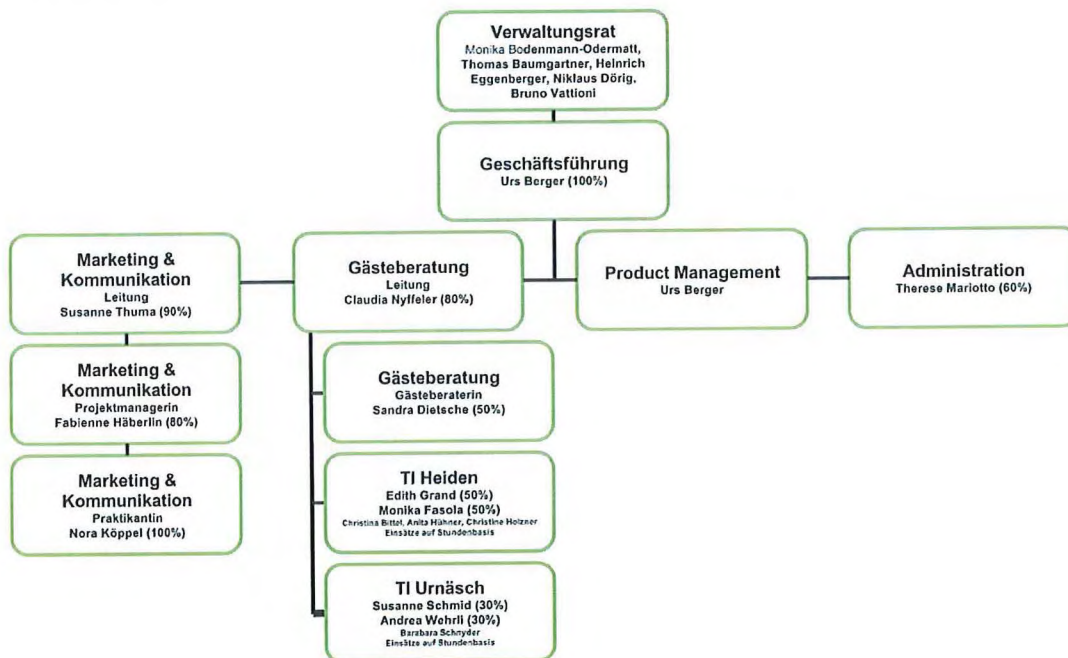 Verwaltungsrat
Monika Bodenmann-Odermatt,
Thomas Baumgartner, Heinrich
Eggenberger, Niklaus Dörig,
Bruno Vattioni
Geschäftsführung
Urs Berger (100%)
Marketing &
Kommunikation
Leitung
Susanne Thuma (90%)
Gästeberatung
Leitung
Claudia Nyffeler (80%)
Product Management
Urs Berger
Administration
Therese Mariotto (60%)
Marketing &
Kommunikation
Projektmanagerin
Fabienne Häberlin (80%)
Marketing &
Kommunikation
Praktikantin
Nora Köppel (100%)
Gästeberatung
Gästeberaterin
Sandra Dietsche (50%)
TI Heiden
Edith Grand (50%)
Monika Fasola (50%)
Christina Bittel, Anita Hühner, Christine Holzner
Einsätze auf Stundenbasis
TI Urnäsch
Susanne Schmid (30%)
Andrea Wehrli (30%)
Barabara Schnyder
Einsätze auf Stundenbasis